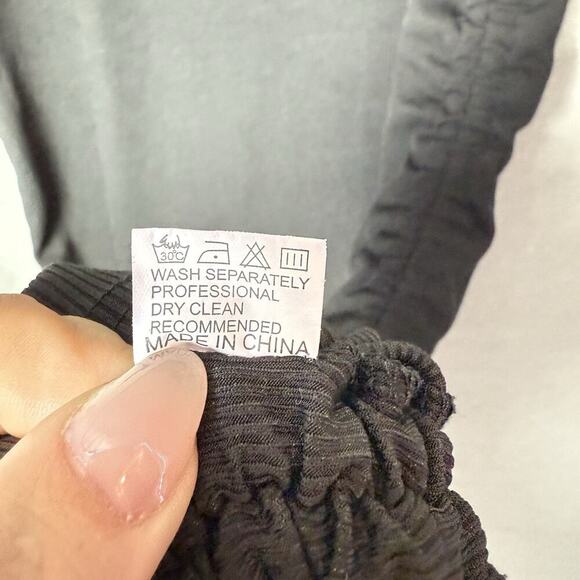 30°C
WASH SEPARATELY
PROFESSIONAL
DRY CLEAN
RECOMMENDED
MADE IN CHINA